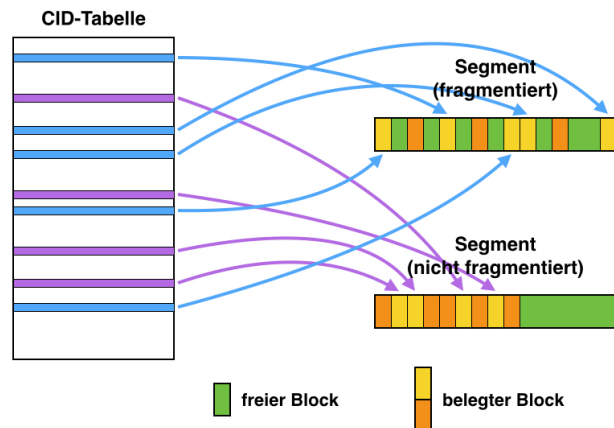 CID-Tabelle
Segment
(fragmentiert)
Segment
(nicht fragmentiert)
freier Block
belegter Block